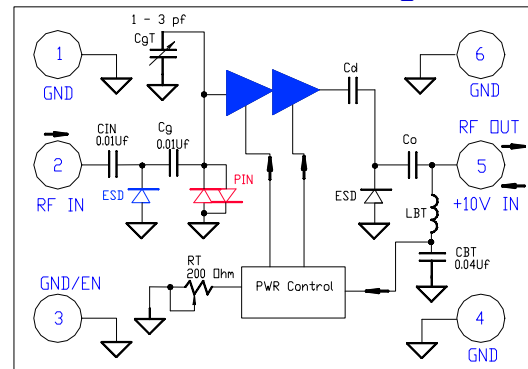 1 - 3 pf
CgT
1
GND
6
GND
Cd
CIN
0.01Uf
Cg
0.01Uf
2
RF IN
ESD
PIN
ESD
Co
RF OUT
5
+10V IN
LBT
CBT
0.04Uf
GND/EN
3
RT
200 Ohm
PWR Control
4
GND